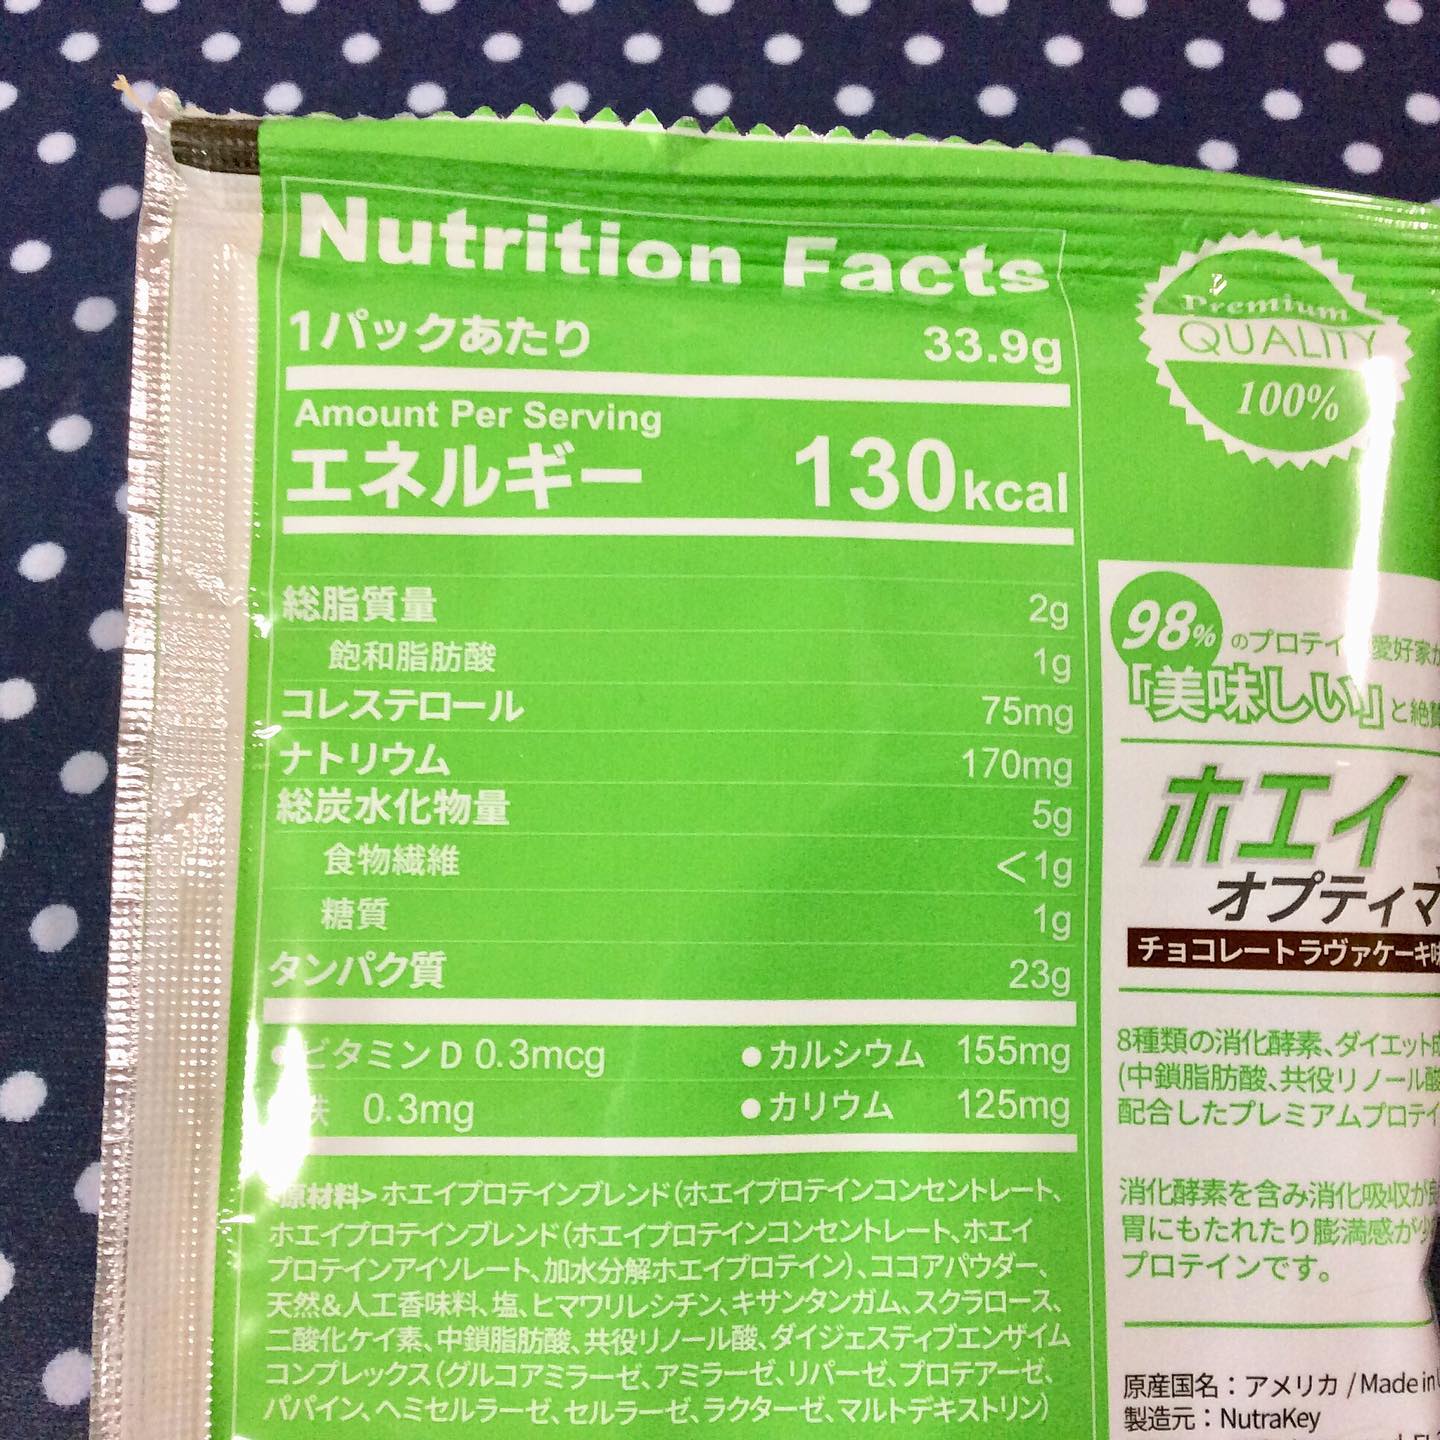 Nutrition Facts
1パックあたり 33.9g
Amount Per Serving
エネルギー 130kcal
総脂質量 2g
飽和脂肪酸 1g
コレステロール 75mg
ナトリウム 170mg
総炭水化物量 5g
食物繊維 <1g
糖質 1g
タンパク質 23g
●ビタミンD 0.3mcg ●カルシウム 155mg
鉄 0.3mg ●カリウム 125mg
原材料>ホエイプロテインブレンド(ホエイプロテインコンセントレート、
ホエイプロテインブレンド(ホエイプロテインコンセントレート、ホエイ
プロテインアイソレート、加水分解ホエイプロテイン)、ココアパウダー、
天然&人工香味料、塩、ヒマワリレシチン、キサンタンガム、スクラロース、
二酸化ケイ素、中鎖脂肪酸、共役リノール酸、ダイジェスティブエンザイム
コンプレックス(グルコアミラーゼ、アミラーゼ、リパーゼ、プロテアーゼ、
パパイン、ヘミセルラーゼ、セルラーゼ、ラクターゼ、マルトデキストリン)
Premium
QUALITY
100%
98%のプロテイ 愛好家が
「美味しい」と絶賛
ホエイ
オプティマ
チョコレートラヴァケーキ味
8種類の消化酵素、ダイエット成
(中鎖脂肪酸、共役リノール酸
配合したプレミアムプロテイ
消化酵素を含み消化吸収が良
胃にもたれたり膨満感が少
プロテインです。
原産国名：アメリカ / Made in
製造元：NutraKey